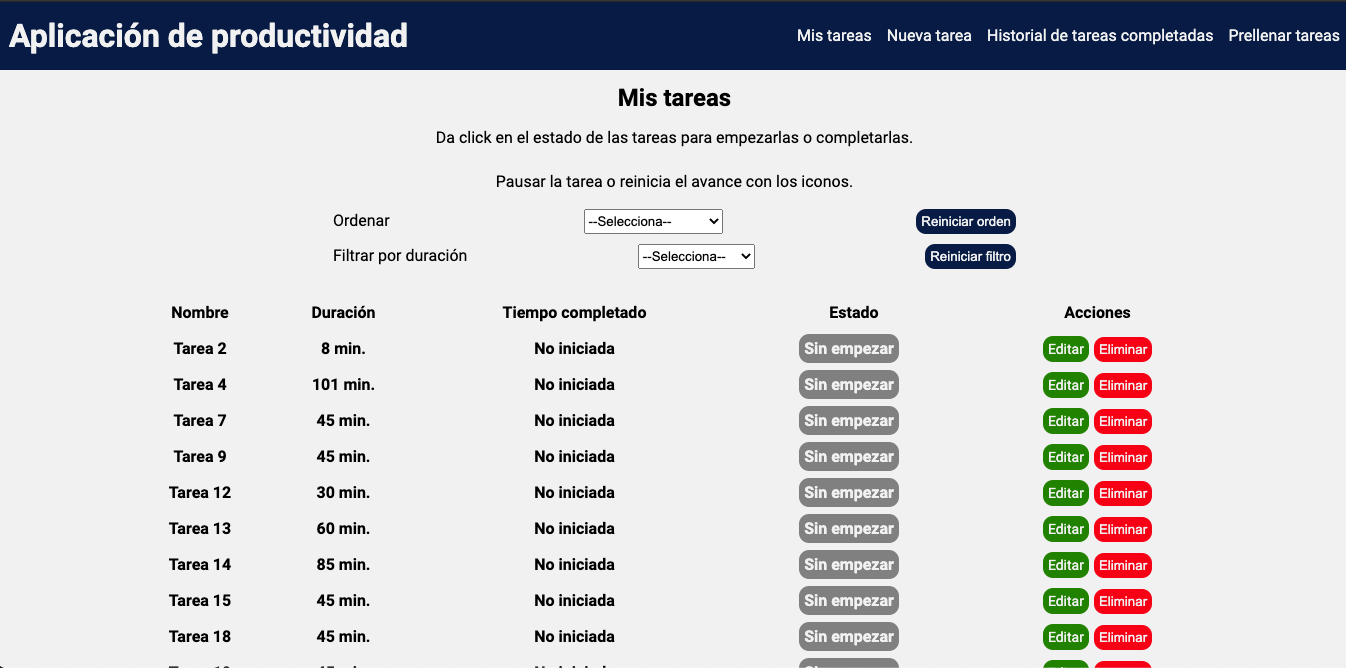 Aplicación de productividad Mis tareas Nueva tarea Historial de tareas completadas Prellenar tareas
Mis tareas
Da click en el estado de las tareas para empezarlas o completarlas.
Pausar la tarea o reinicia el avance con los iconos.
Ordenar --Selecciona-- Reiniciar orden
Filtrar por duración --Selecciona-- Reiniciar filtro
Nombre Duración Tiempo completado Estado Acciones
Tarea 2 8 min. No iniciada Sin empezar Editar Eliminar
Tarea 4 101 min. No iniciada Sin empezar Editar Eliminar
Tarea 7 45 min. No iniciada Sin empezar Editar Eliminar
Tarea 9 45 min. No iniciada Sin empezar Editar Eliminar
Tarea 12 30 min. No iniciada Sin empezar Editar Eliminar
Tarea 13 60 min. No iniciada Sin empezar Editar Eliminar
Tarea 14 85 min. No iniciada Sin empezar Editar Eliminar
Tarea 15 45 min. No iniciada Sin empezar Editar Eliminar
Tarea 18 45 min. No iniciada Sin empezar Editar Eliminar